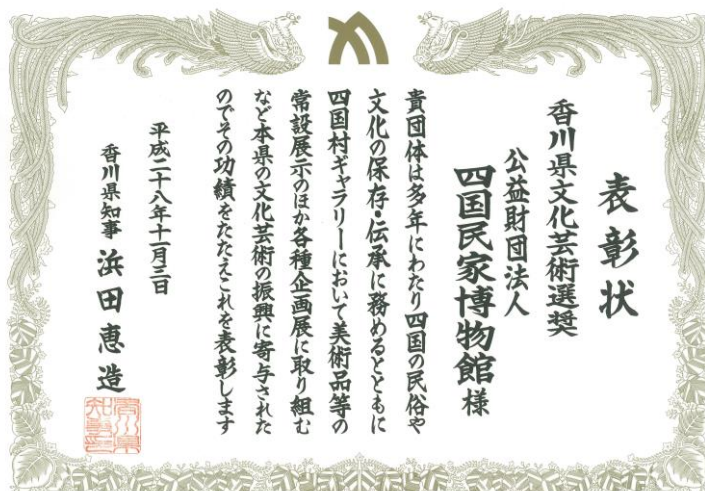 表彰状
香川県文化芸術選奨
公益財団法人
四国民家博物館様
貴団体は多年にわたり四国の民俗や
文化の保存・伝承に務めるとともに
四国村ギャラリーにおいて美術品等の
常設展示のほか各種企画展に取り組む
など本県の文化芸術の振興に寄与された
のでその功績をたたえこれを表彰します
平成二十八年十一月三日
香川県知事 浜田恵造
香川県
知事之印